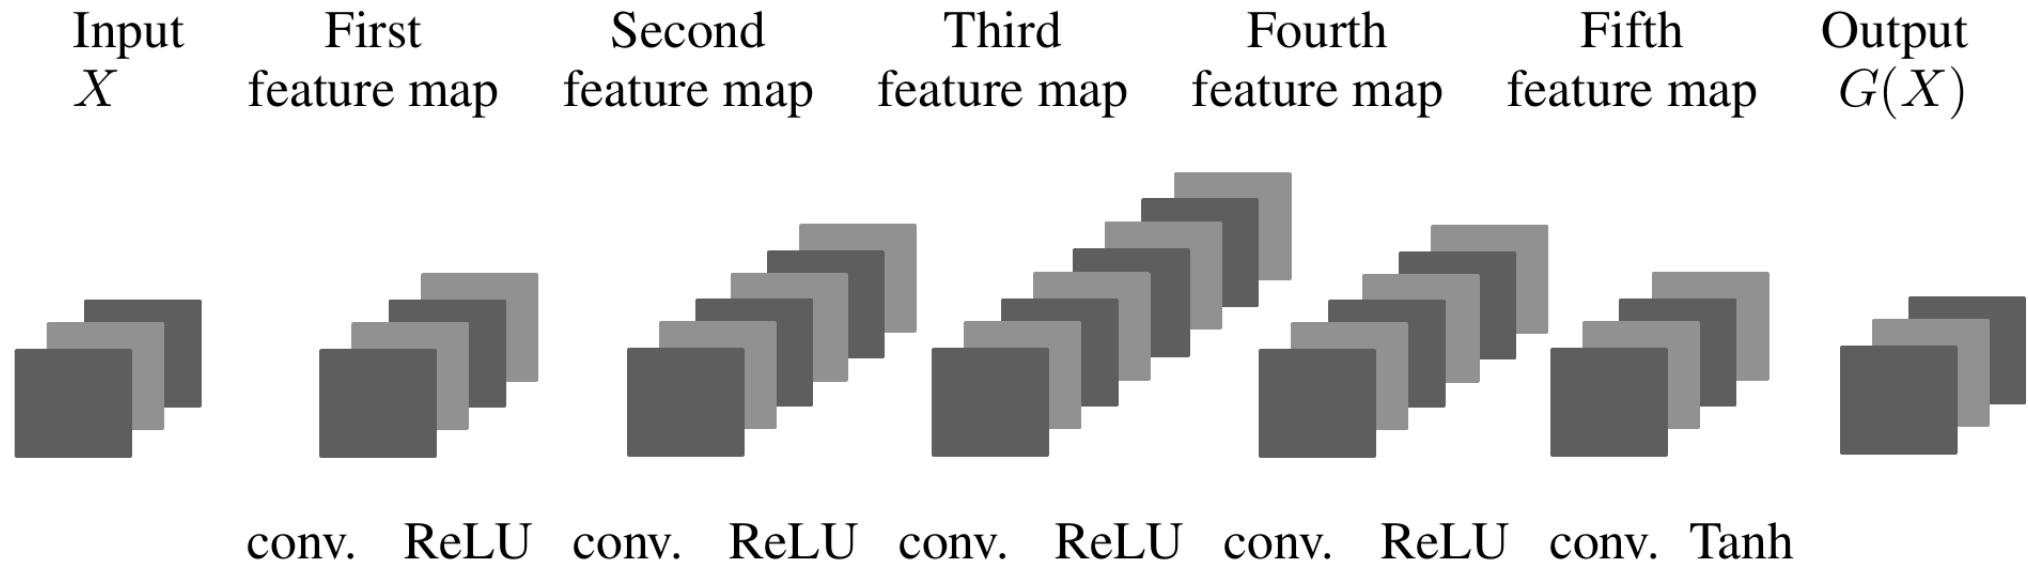 Input First Second Third Fourth Fifth Output
X feature map feature map feature map feature map feature map G(X)
conv. ReLU conv. ReLU conv. ReLU conv. ReLU conv. Tanh